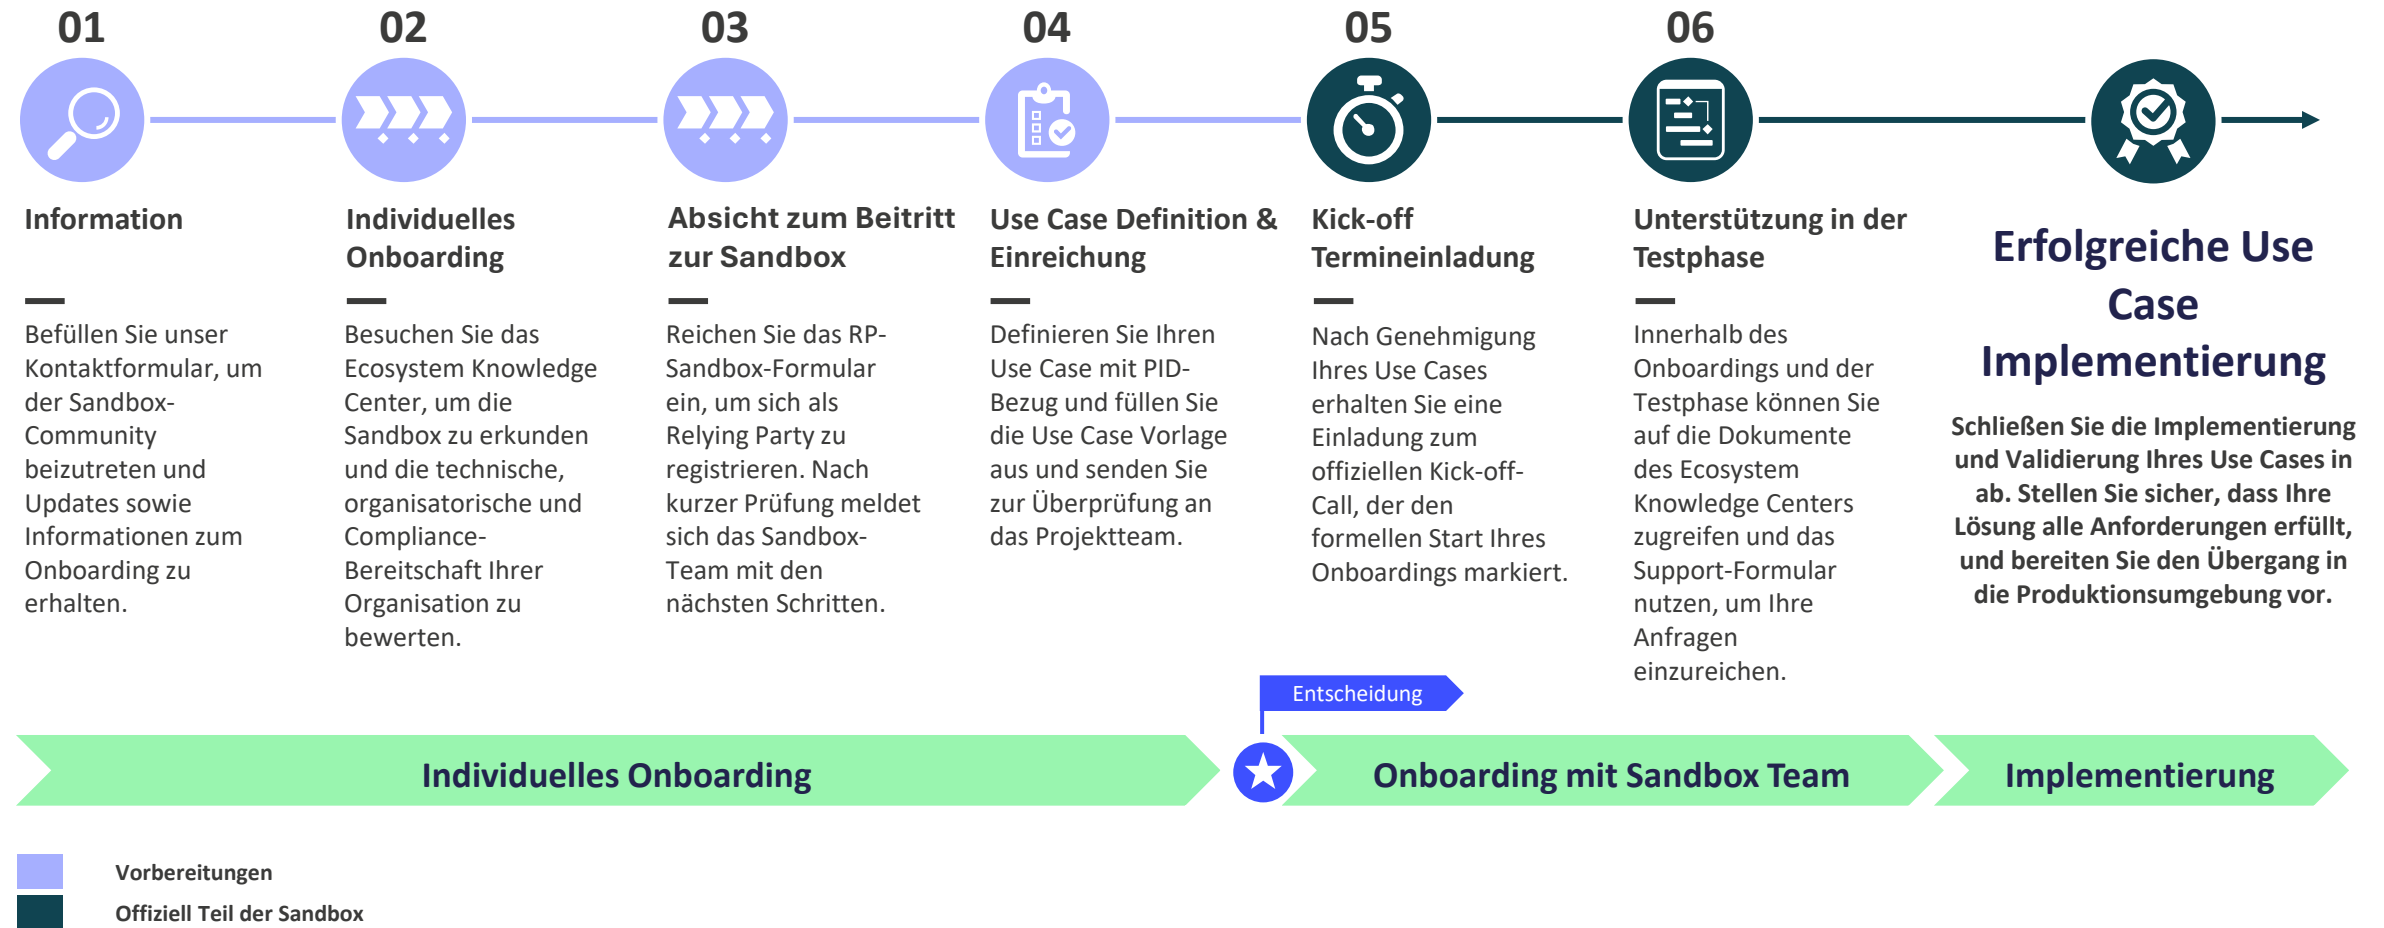 01
Information
Befüllen Sie unser
Kontaktformular, um
der Sandbox-
Community
beizutreten und
Updates sowie
Informationen zum
Onboarding zu
erhalten.
02
Individuelles
Onboarding
Besuchen Sie das
Ecosystem Knowledge
Center, um die
Sandbox zu erkunden
und die technische,
organisatorische und
Compliance-
Bereitschaft Ihrer
Organisation zu
bewerten.
03
Absicht zum Beitritt
zur Sandbox
Reichen Sie das RP-
Sandbox-Formular
ein, um sich als
Relying Party zu
registrieren. Nach
kurzer Prüfung meldet
sich das Sandbox-
Team mit den
nächsten Schritten.
04
Use Case Definition &
Einreichung
Definieren Sie Ihren
Use Case mit PID-
Bezug und füllen Sie
die Use Case Vorlage
aus und senden Sie
zur Überprüfung an
das Projektteam.
05
Kick-off
Termineinladung
Nach Genehmigung
Ihres Use Cases
erhalten Sie eine
Einladung zum
offiziellen Kick-off-
Call, der den
formellen Start Ihres
Onboardings markiert.
06
Unterstützung in der
Testphase
Innerhalb des
Onboardings und der
Testphase können Sie
auf die Dokumente
des Ecosystem
Knowledge Centers
zugreifen und das
Support-Formular
nutzen, um Ihre
Anfragen
einzureichen.
Erfolgreiche Use
Case
Implementierung
Schließen Sie die Implementierung
und Validierung Ihres Use Cases in
ab. Stellen Sie sicher, dass Ihre
Lösung alle Anforderungen erfüllt,
und bereiten Sie den Übergang in
die Produktionsumgebung vor.
Entscheidung
Individuelles Onboarding
Onboarding mit Sandbox Team
Implementierung
Vorbereitungen
Offiziell Teil der Sandbox